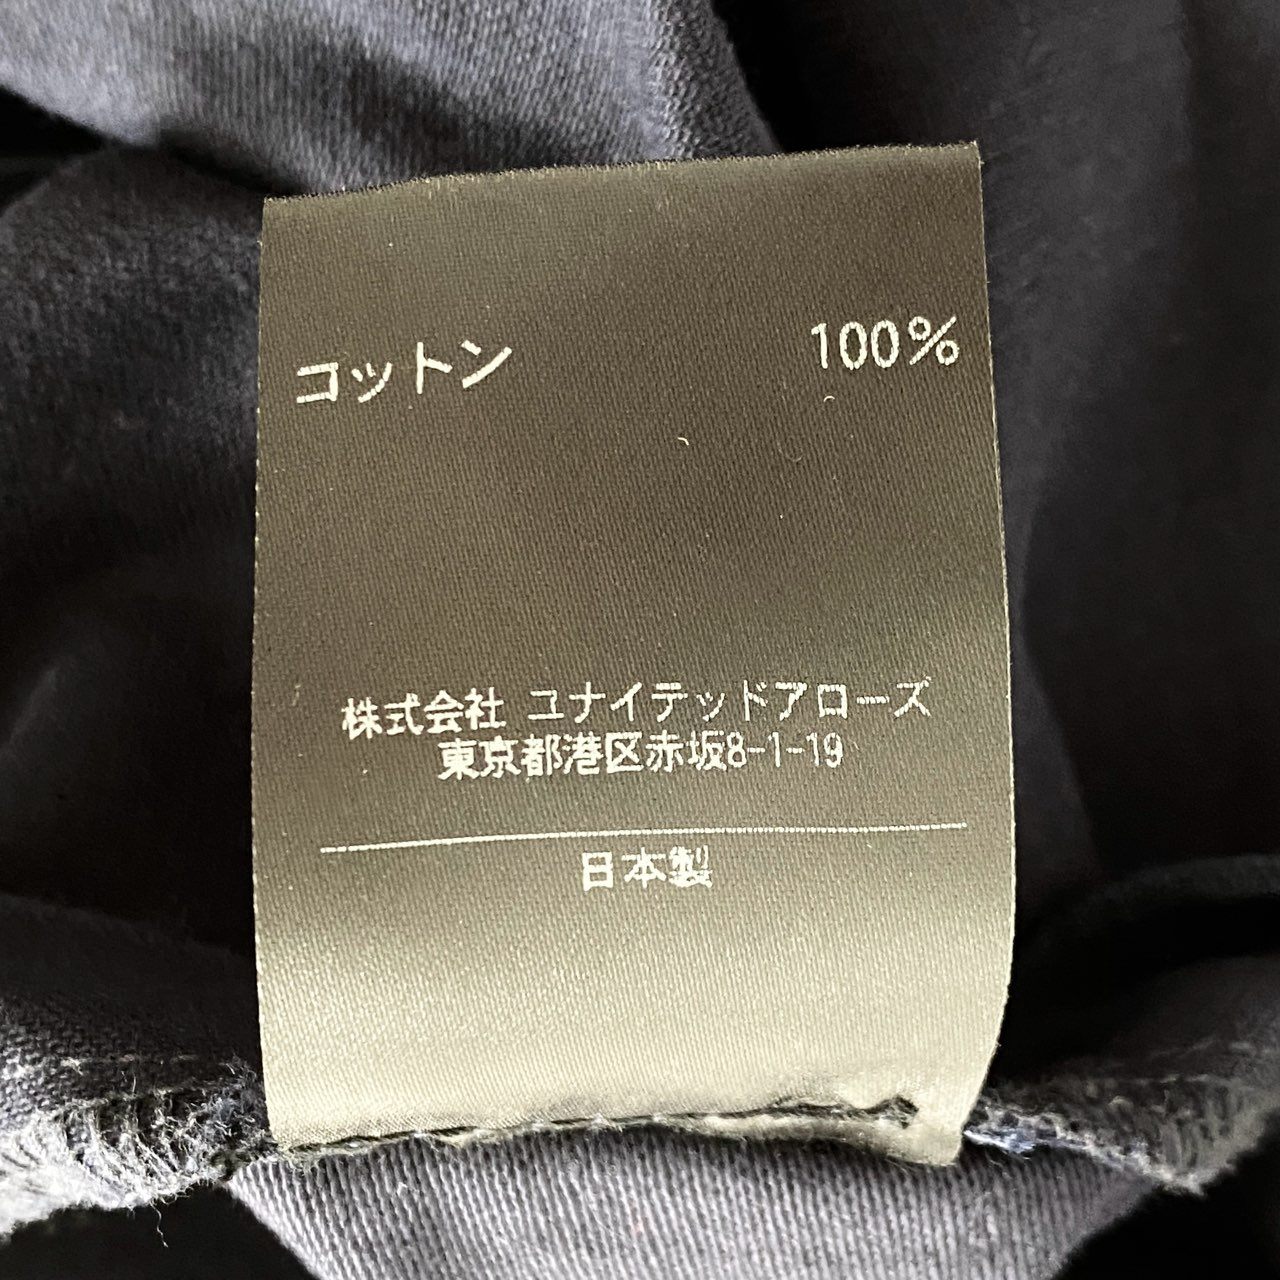 コットン 100%
株式会社 ユナイテッドアローズ
東京都港区赤坂8-1-19
日本製